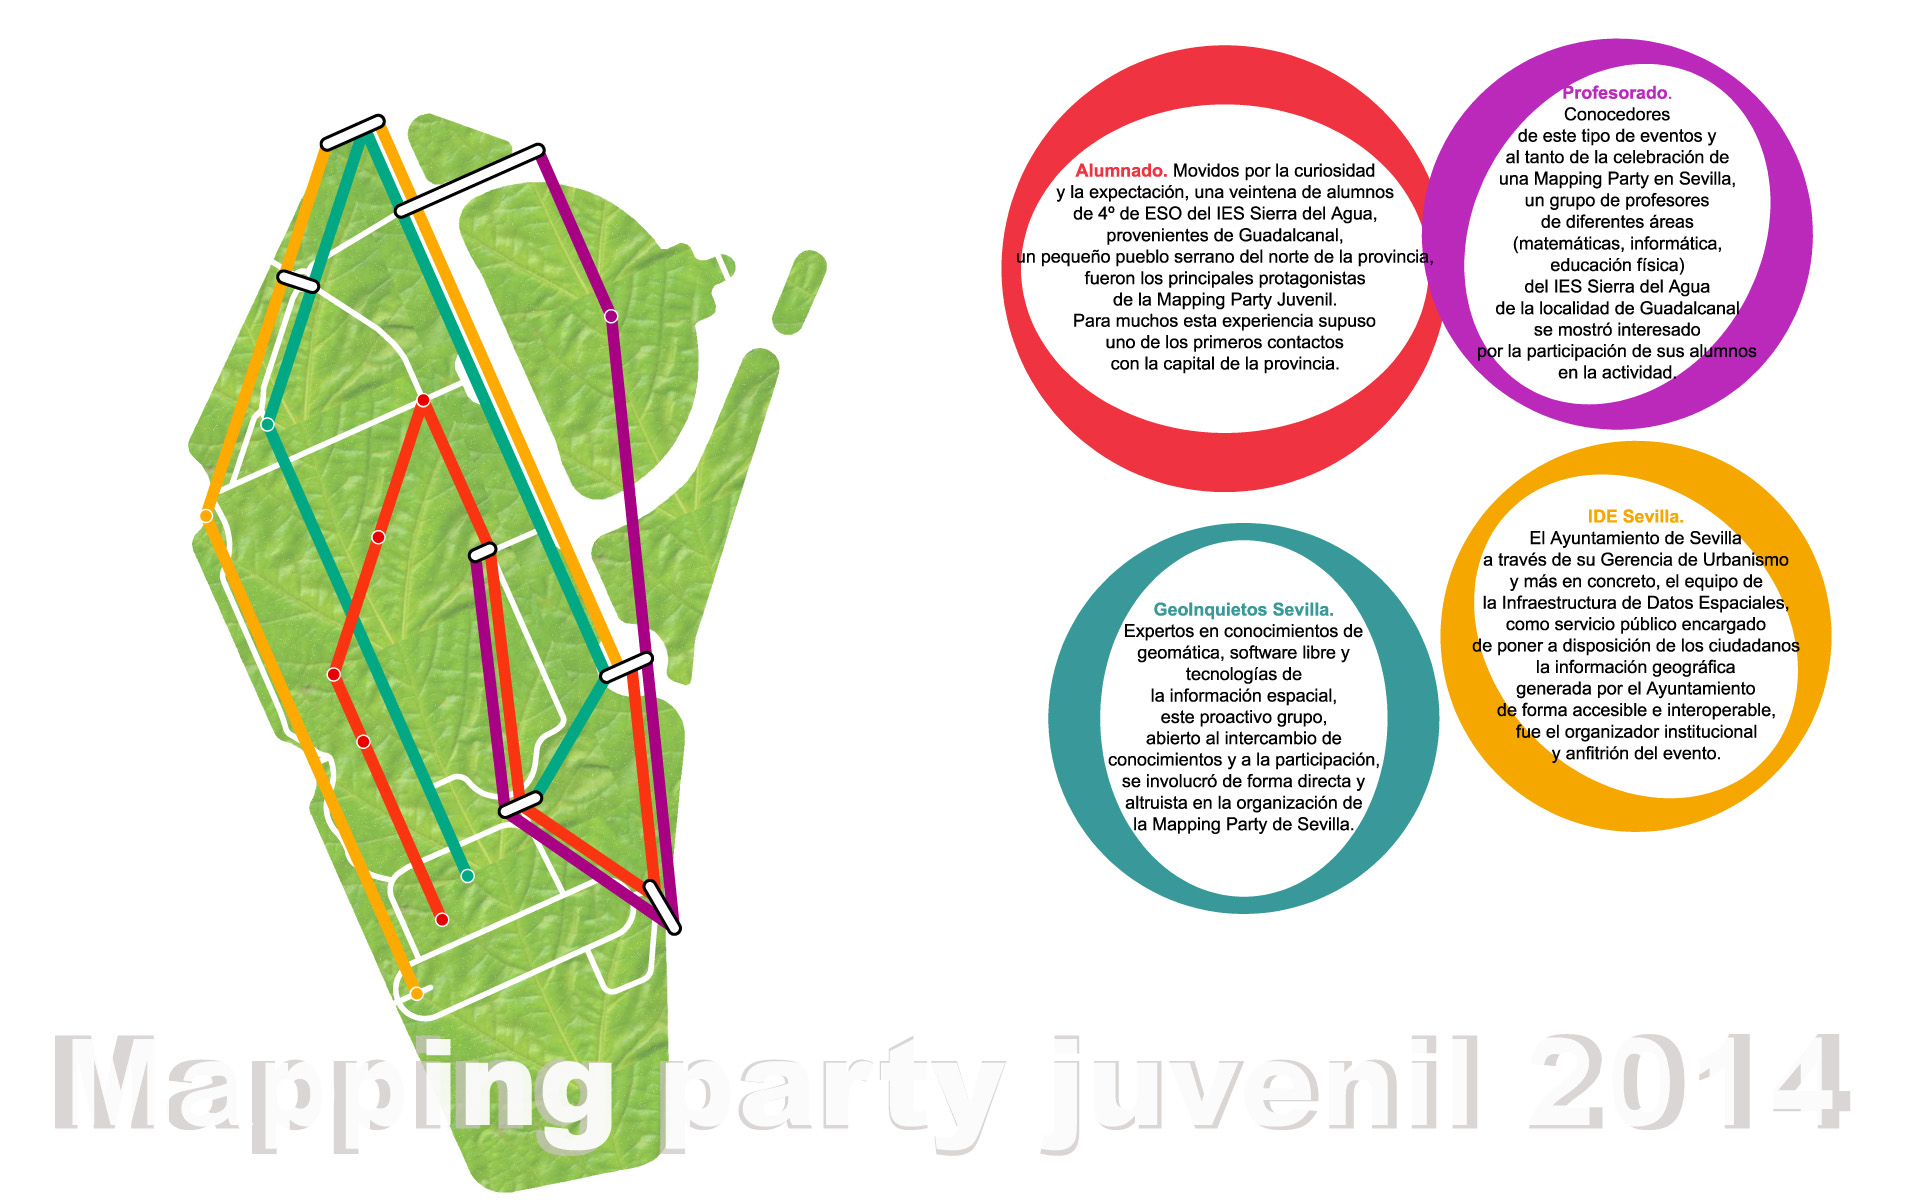 Alumnado. Movidos por la curiosidad
y la expectación, una veintena de alumnos
de 4º de ESO del IES Sierra del Agua,
provenientes de Guadalcanal,
un pequeño pueblo serrano del norte de la provincia,
fueron los principales protagonistas
de la Mapping Party Juvenil.
Para muchos esta experiencia supuso
uno de los primeros contactos
con la capital de la provincia.
Profesorado.
Conocedores
de este tipo de eventos y
al tanto de la celebración de
una Mapping Party en Sevilla,
un grupo de profesores
de diferentes áreas
(matemáticas, informática,
educación física)
del IES Sierra del Agua
de la localidad de Guadalcanal
se mostró interesado
por la participación de sus alumnos
en la actividad.
GeoInquietos Sevilla.
Expertos en conocimientos de
geomática, software libre y
tecnologías de
la información espacial,
este proactivo grupo,
abierto al intercambio de
conocimientos y a la participación,
se involucró de forma directa y
altruista en la organización de
la Mapping Party de Sevilla.
IDE Sevilla.
El Ayuntamiento de Sevilla
a través de su Gerencia de Urbanismo
y más en concreto, el equipo de
la Infraestructura de Datos Espaciales,
como servicio público encargado
de poner a disposición de los ciudadanos
la información geográfica
generada por el Ayuntamiento
de forma accesible e interoperable,
fue el organizador institucional
y anfitrión del evento.
Mapping party juvenil 2014